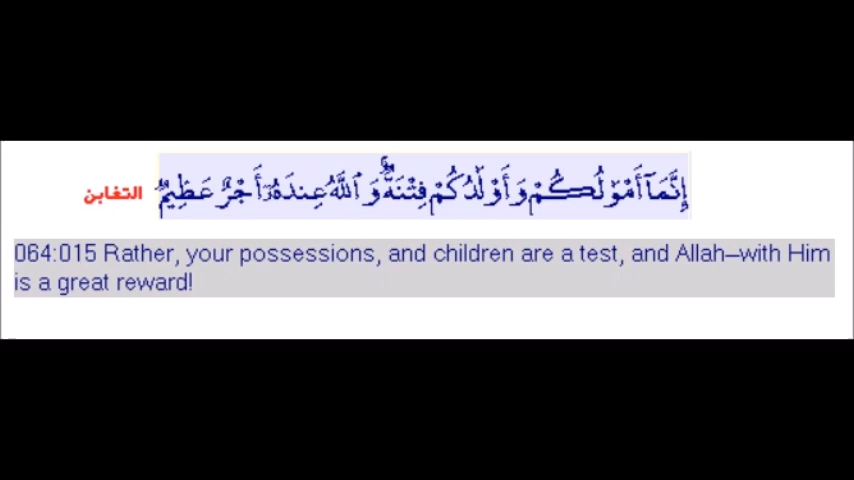 إِنَّمَآ أَمْوَٰلُكُمْ وَأَوْلَٰدُكُمْ فِتْنَةٌۚ وَٱللَّهُ عِندَهُۥٓ أَجْرٌ عَظِيمٌ التغابن
064:015 Rather, your possessions, and children are a test, and Allah–with Him
is a great reward!